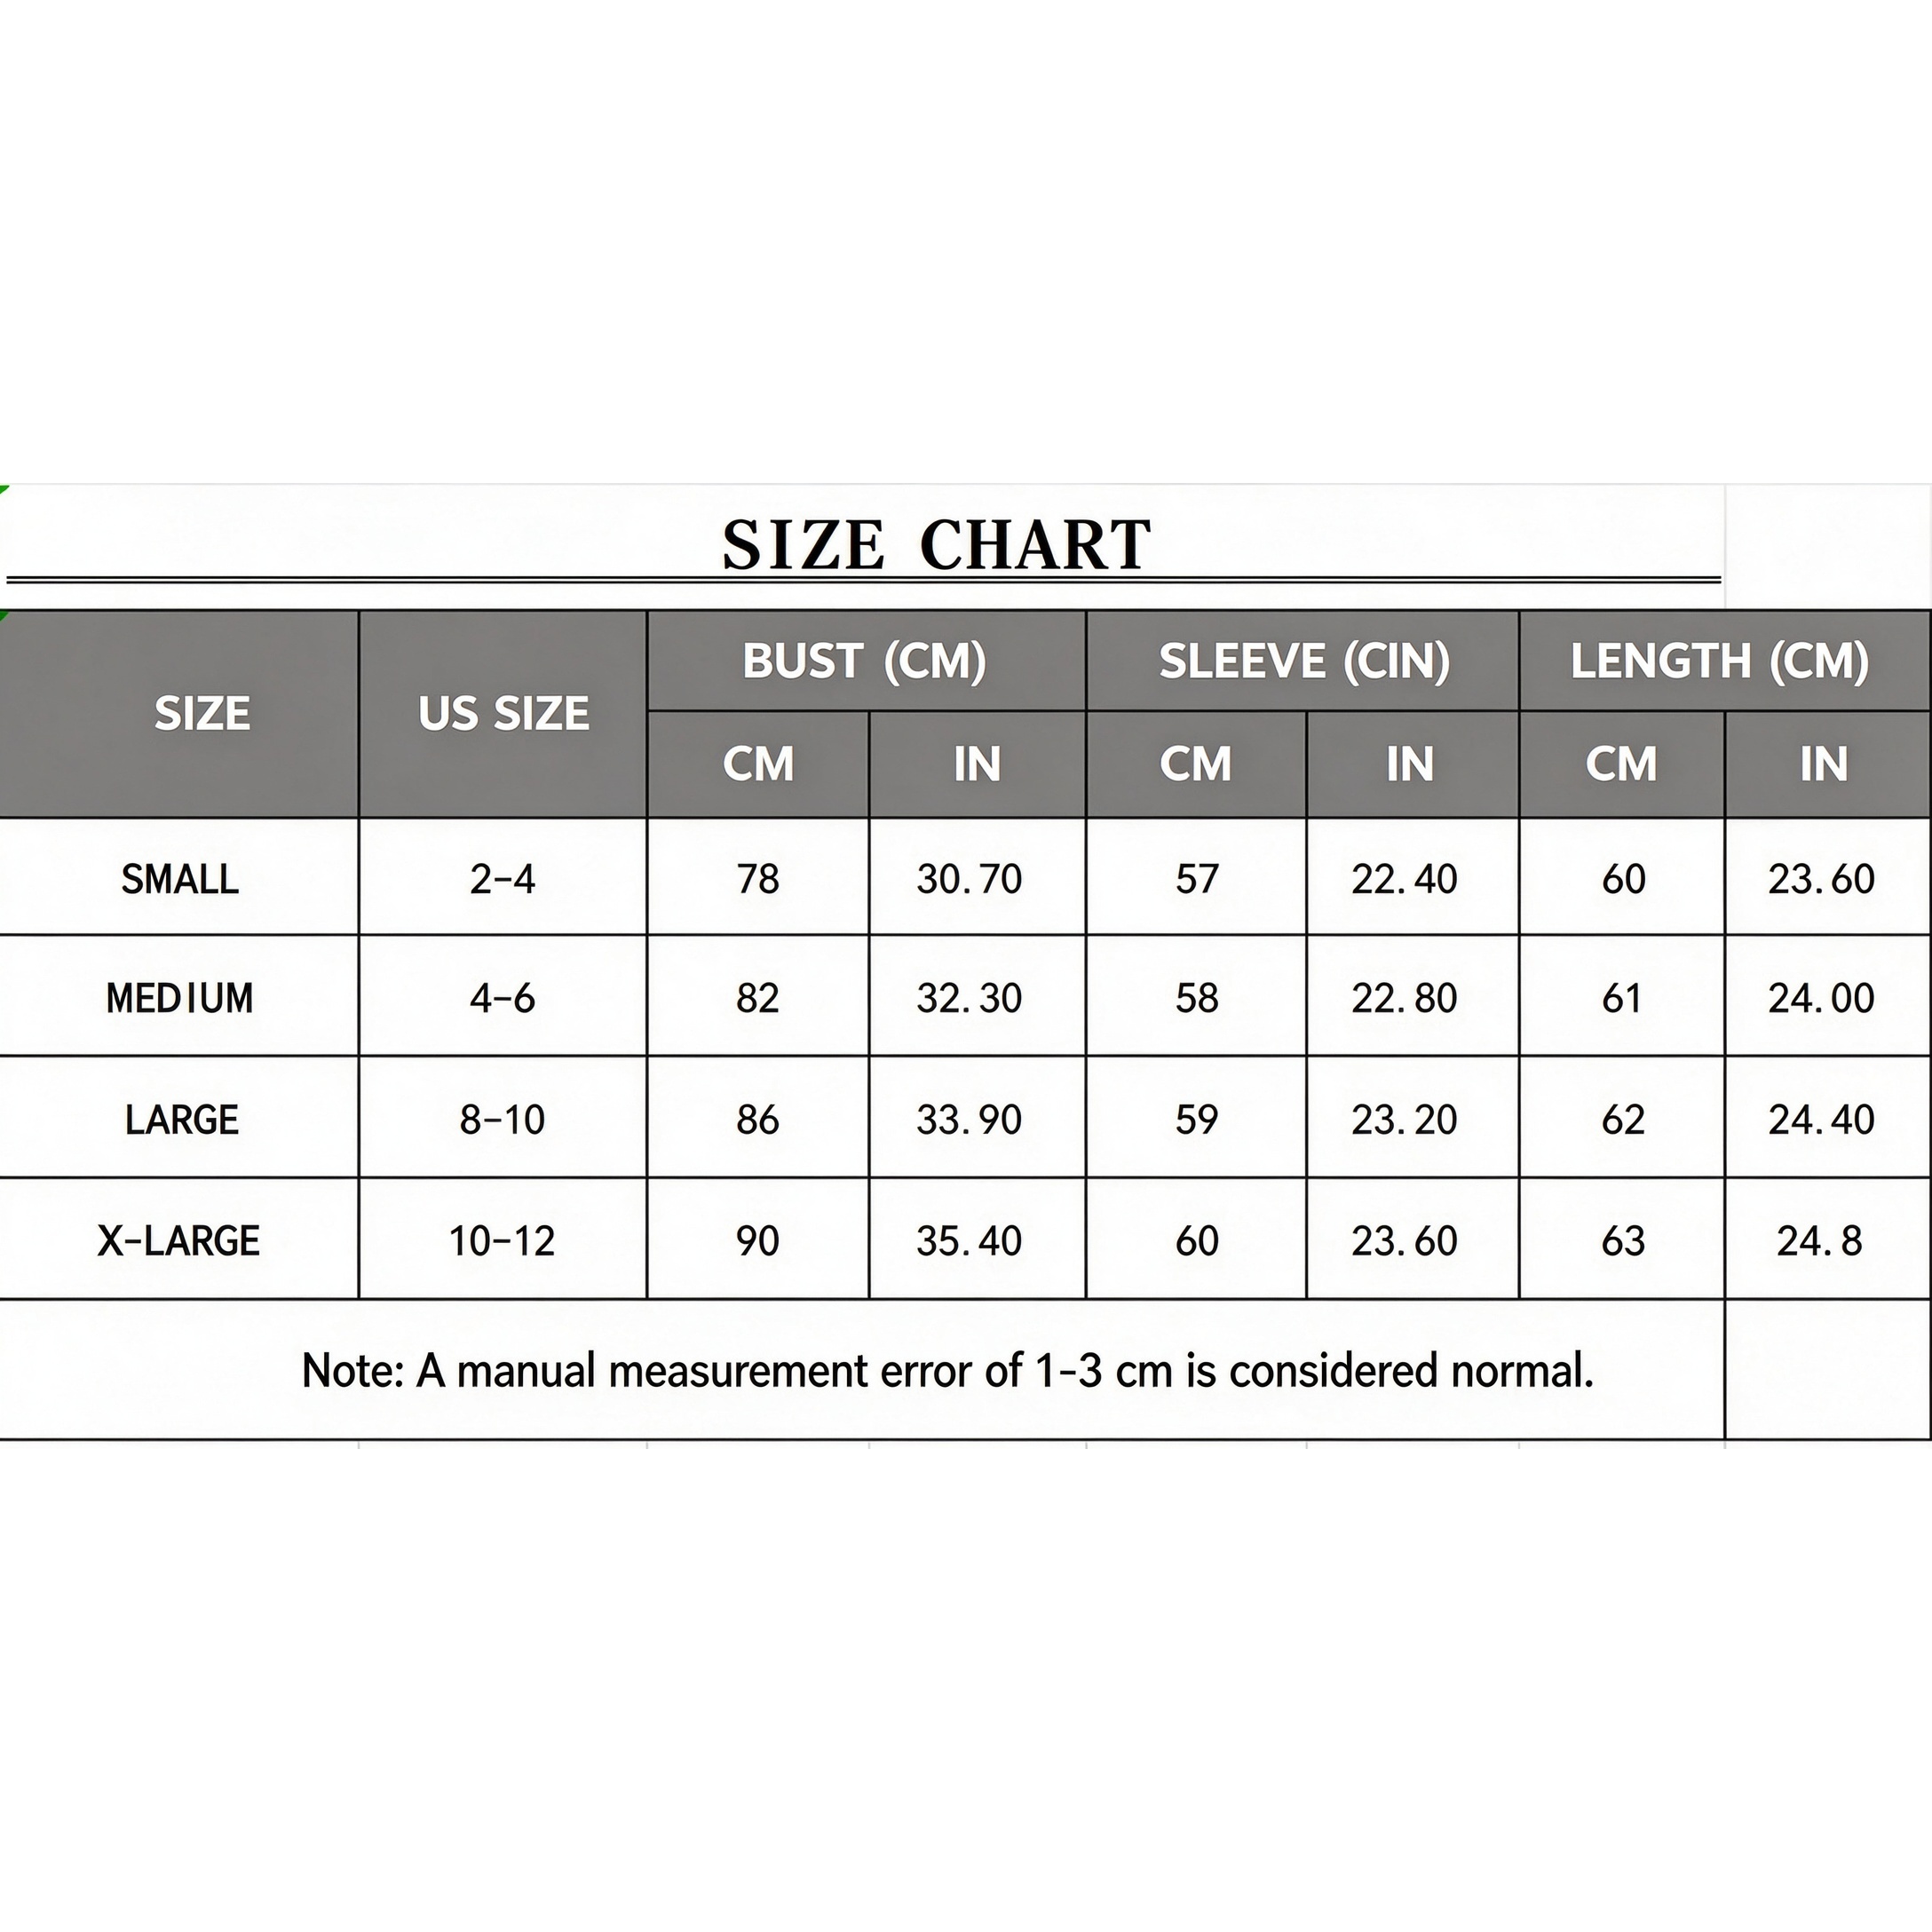 SIZE CHART
SIZE US SIZE BUST (CM) SLEEVE (CIN) LENGTH (CM)
CM IN CM IN CM IN
SMALL 2-4 78 30.70 57 22.40 60 23.60
MEDIUM 4-6 82 32.30 58 22.80 61 24.00
LARGE 8-10 86 33.90 59 23.20 62 24.40
X-LARGE 10-12 90 35.40 60 23.60 63 24.8
Note: A manual measurement error of 1-3 cm is considered normal.